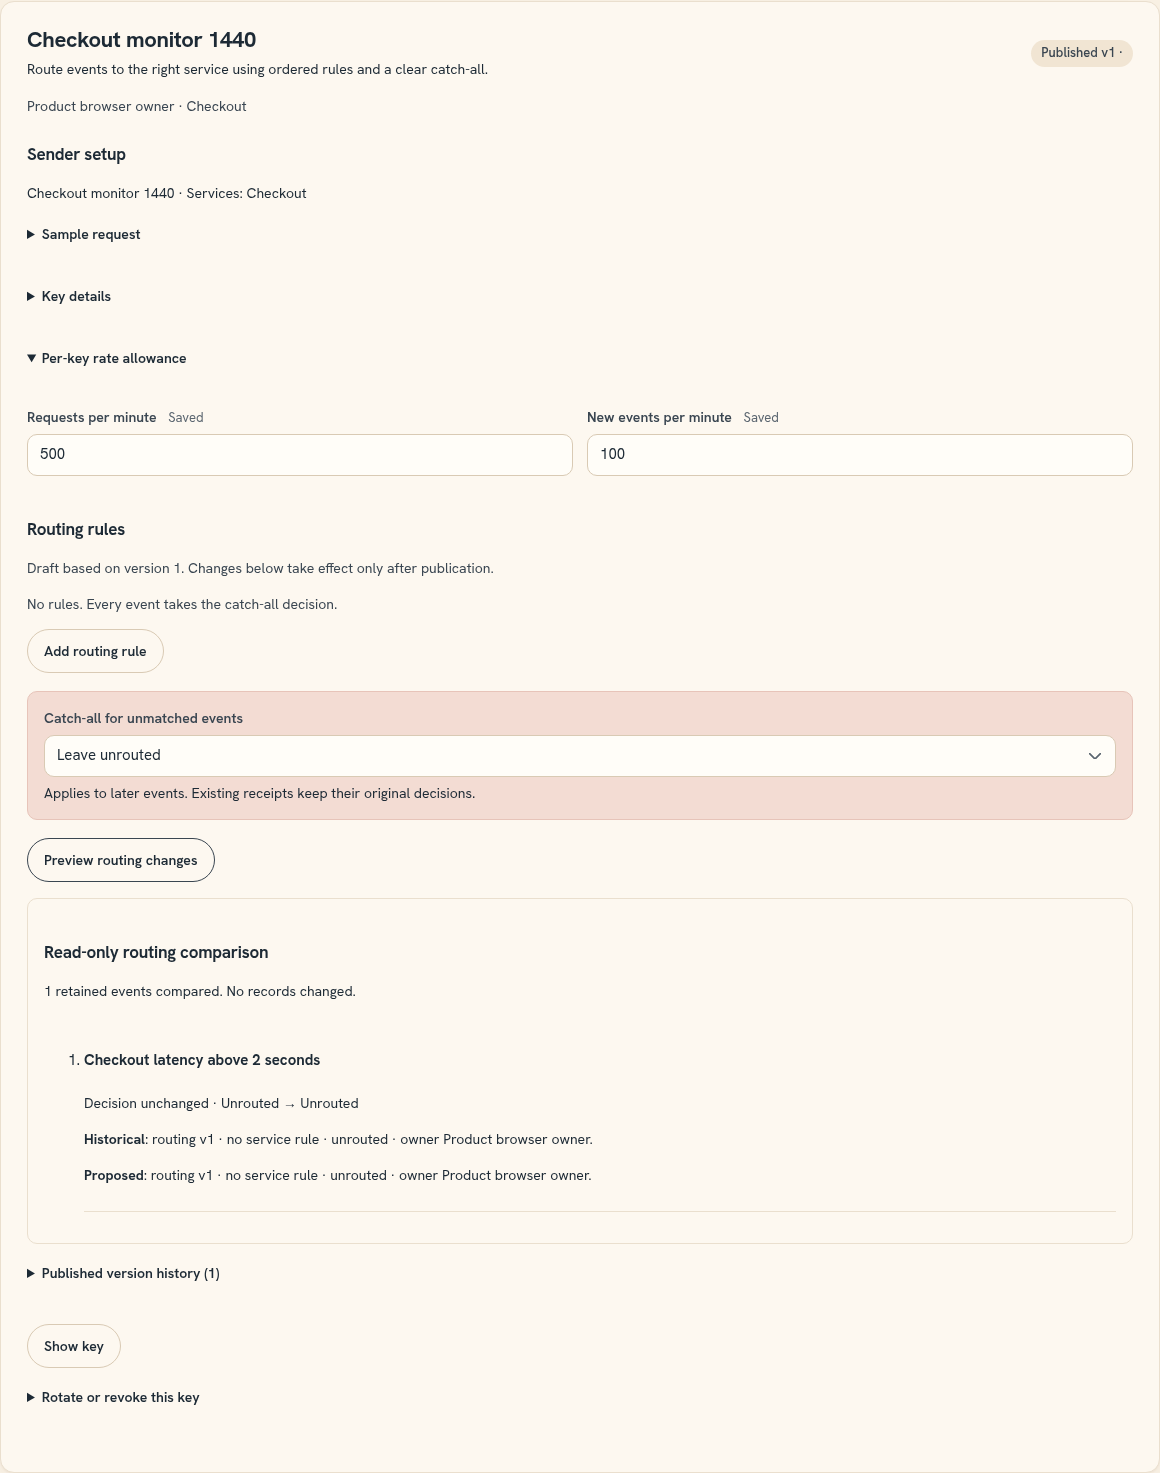 Checkout monitor 1440
Published v1 ·
Route events to the right service using ordered rules and a clear catch-all.
Product browser owner · Checkout
Sender setup
Checkout monitor 1440 · Services: Checkout
Sample request
Key details
Per-key rate allowance
Requests per minute Saved
New events per minute Saved
500
100
Routing rules
Draft based on version 1. Changes below take effect only after publication.
No rules. Every event takes the catch-all decision.
Add routing rule
Catch-all for unmatched events
Leave unrouted
Applies to later events. Existing receipts keep their original decisions.
Preview routing changes
Read-only routing comparison
1 retained events compared. No records changed.
1. Checkout latency above 2 seconds
Decision unchanged · Unrouted → Unrouted
Historical: routing v1 · no service rule · unrouted · owner Product browser owner.
Proposed: routing v1 · no service rule · unrouted · owner Product browser owner.
Published version history (1)
Show key
Rotate or revoke this key